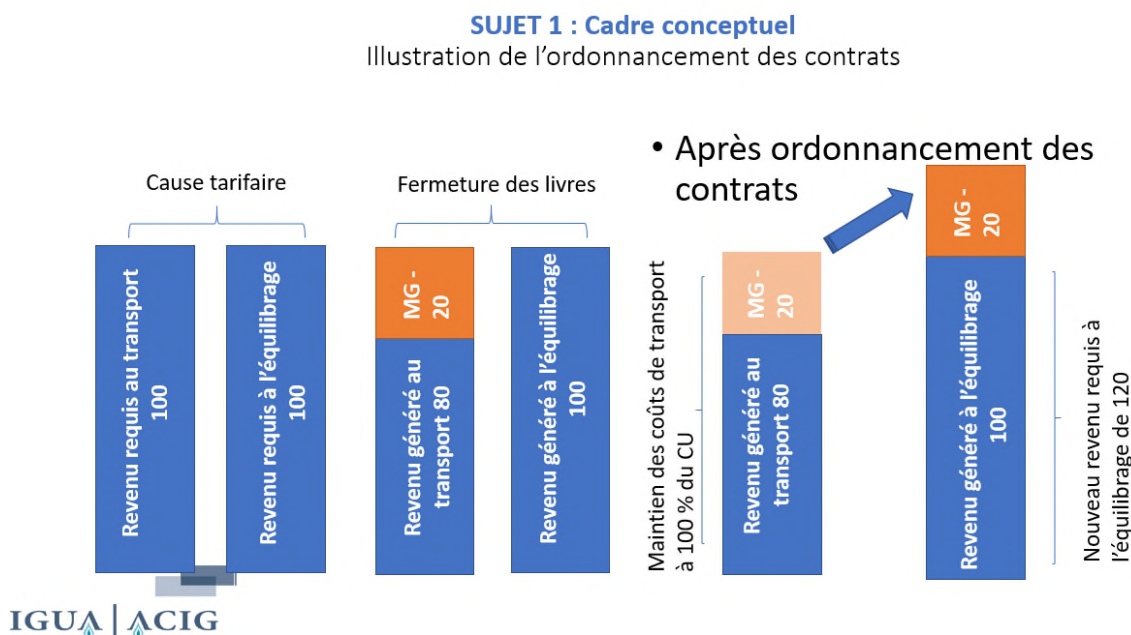 SUJET 1 : Cadre conceptuel
Illustration de l’ordonnancement des contrats
Cause tarifaire
Revenu requis au transport
100
Revenu requis à l’équilibrage
100
Fermeture des livres
MG -
20
Revenu généré au
transport 80
Revenu généré à l’équilibrage
100
• Après ordonnancement des
contrats
Maintien des coûts de transport
à 100 % du CU
MG -
20
Revenu généré au
transport 80
MG -
20
Revenu généré à l’équilibrage
100
Nouveau revenu requis à
l’équilibrage de 120
IGUA | ACIG